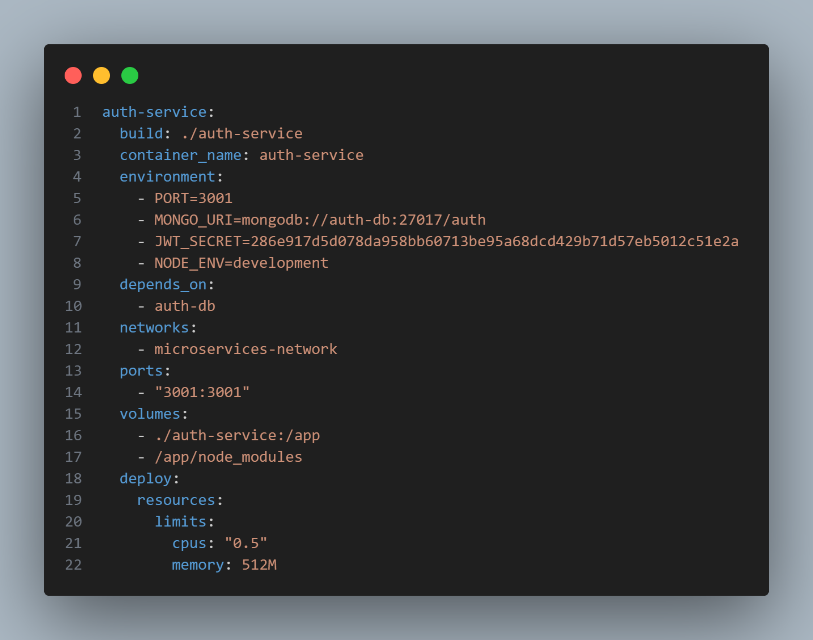 1 auth-service:
2   build: ./auth-service
3   container_name: auth-service
4   environment:
5     - PORT=3001
6     - MONGO_URI=mongodb://auth-db:27017/auth
7     - JWT_SECRET=286e917d5d078da958bb60713be95a68dcd429b71d57eb5012c51e2a
8     - NODE_ENV=development
9   depends_on:
10     - auth-db
11   networks:
12     - microservices-network
13   ports:
14     - "3001:3001"
15   volumes:
16     - ./auth-service:/app
17     - /app/node_modules
18   deploy:
19     resources:
20       limits:
21         cpus: "0.5"
22         memory: 512M